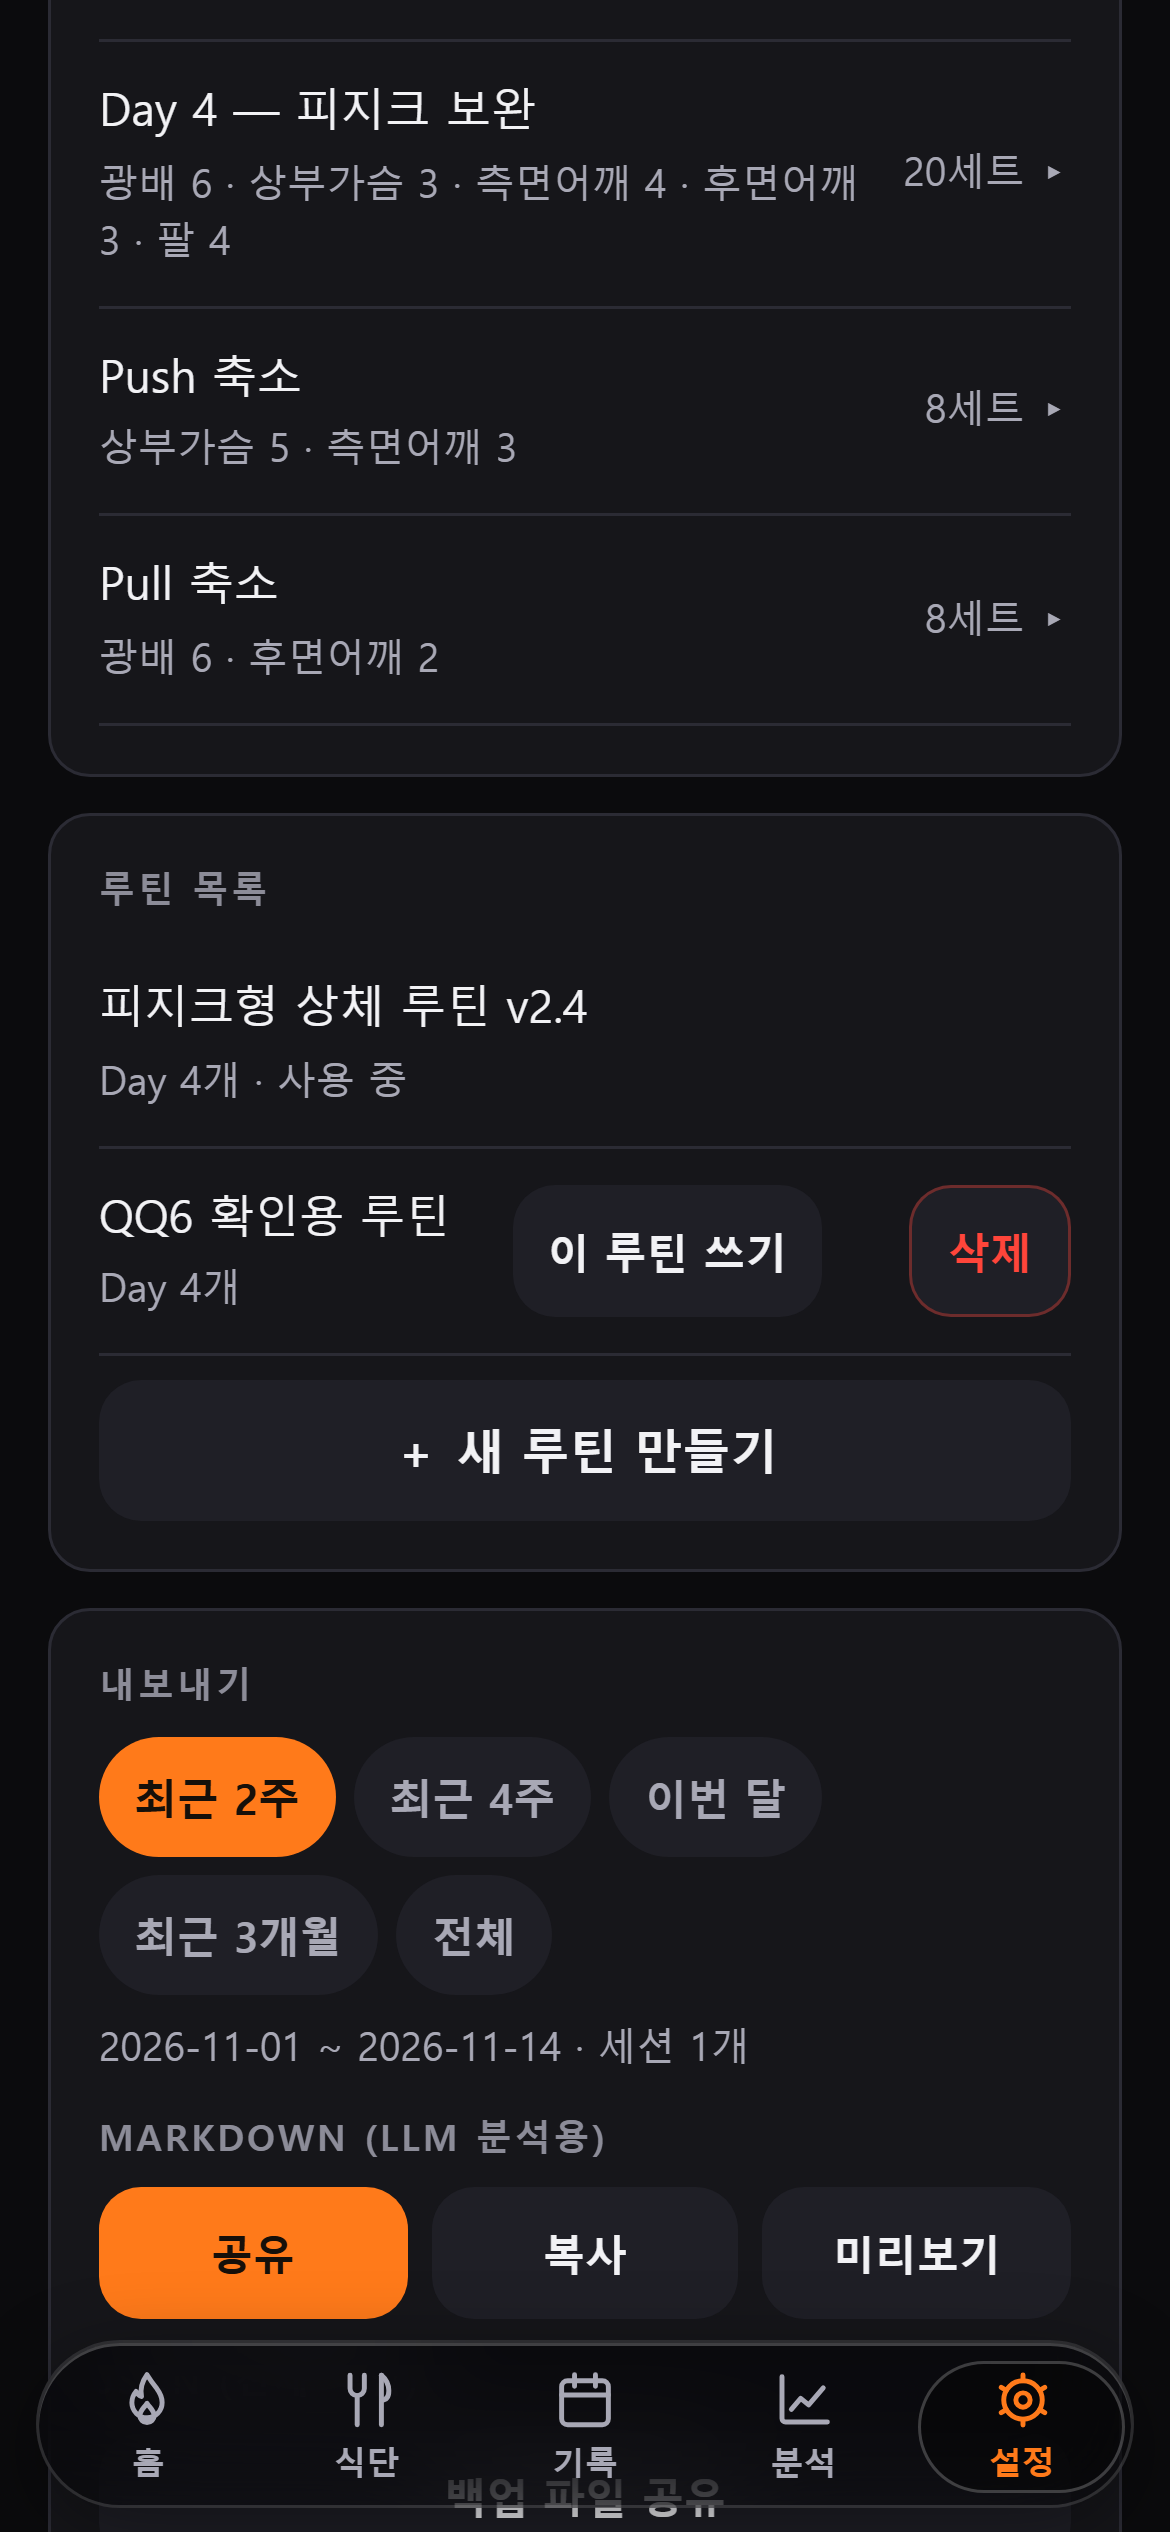 Day 4 — 피지크 보완
광배 6 · 상부가슴 3 · 측면어깨 4 · 후면어깨
3 · 팔 4
20세트 ▸
Push 축소
상부가슴 5 · 측면어깨 3
8세트 ▸
Pull 축소
광배 6 · 후면어깨 2
8세트 ▸
루틴 목록
피지크형 상체 루틴 v2.4
Day 4개 · 사용 중
QQ6 확인용 루틴
Day 4개
이 루틴 쓰기
삭제
+ 새 루틴 만들기
내보내기
최근 2주
최근 4주
이번 달
최근 3개월
전체
2026-11-01 ~ 2026-11-14 · 세션 1개
MARKDOWN (LLM 분석용)
공유
복사
미리보기
홈
식단
기록
분석
설정
백업 파일 공유